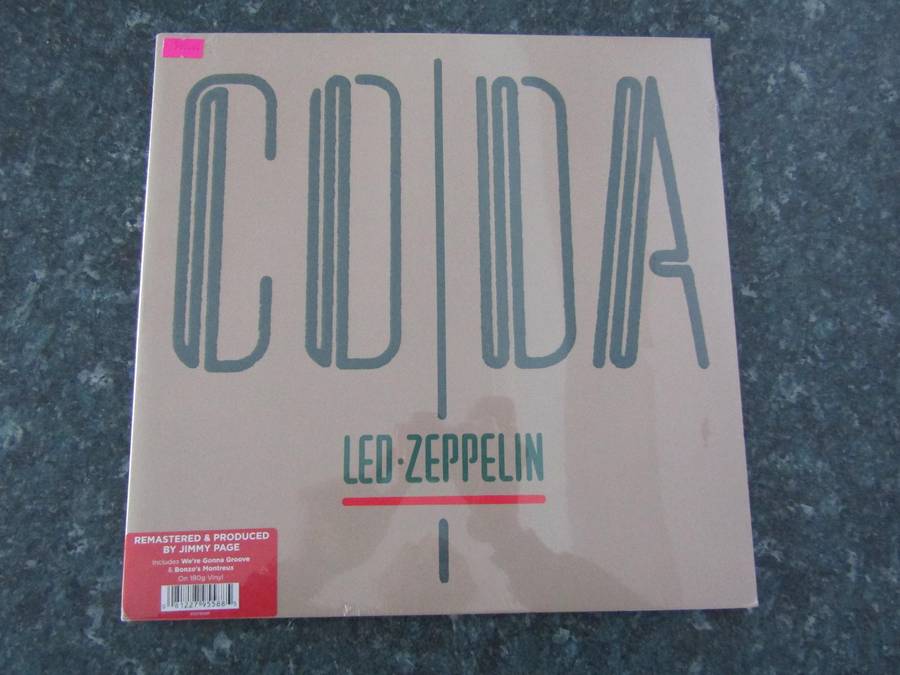 CODA
LED·ZEPPELIN
REMASTERED & PRODUCED
BY JIMMY PAGE
Includes We're Gonna Groove
& Bonzo's Montreux
On 180g Vinyl